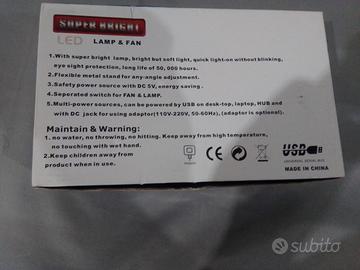 SUPER BRIGHT
LED LAMP & FAN
1.With super bright lamp, bright but soft light, quick light-on without blinking,
eye sight protection, long life of 50, 000 hours.
2.Flexible metal stand for any-angle adjustment.
3.Safety power source with DC 5V, energy saving.
4.Seperated switch for FAN & LAMP.
5.Multi-power sources, can be powered by USB on desk-top, laptop, HUB and
with DC jack for using adaptor(110V-220V, 50-60Hz), (adaptor is optional).
Maintain & Warning:
1. no water, no throwing, no hitting. Keep away from high temperature,
no touching with wet hand.
2.Keep children away from
product when in no use.
CE
USB
UNIVERSAL SERIAL BUS
MADE IN CHINA
subito